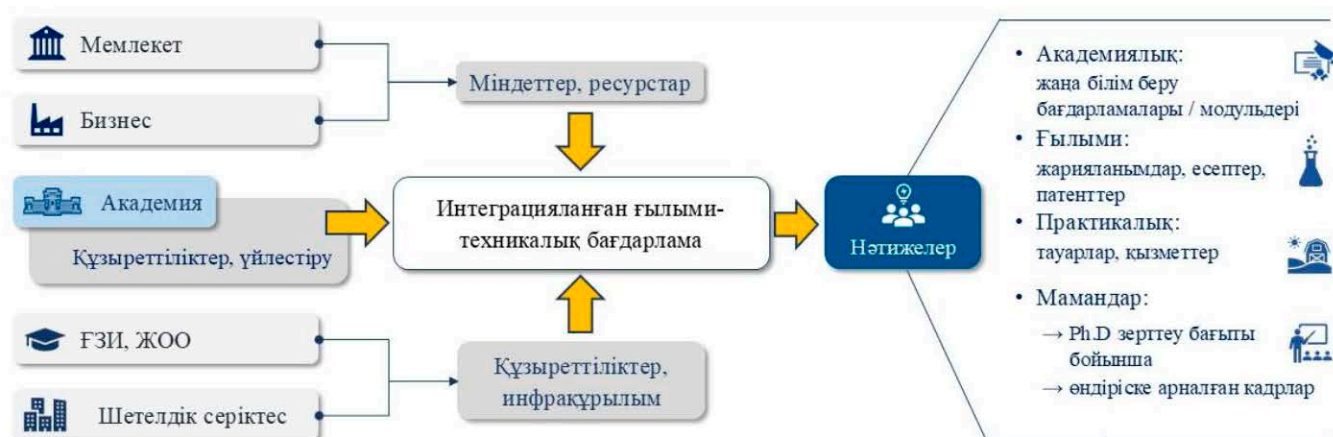 Мемлекет
Бизнес
Міндеттер, ресурстар
Академия
Құзыреттіліктер, үйлестіру
ҒЗИ, ЖОО
Шетелдік серіктес
Құзыреттіліктер,
инфрақұрылым
Интеграцияланған ғылыми-
техникалық бағдарлама
Нәтижелер
• Академиялық:
жаңа білім беру
бағдарламалары / модульдері
• Ғылыми:
жарияланымдар, есептер,
патенттер
• Практикалық:
тауарлар, қызметтер
• Мамандар:
→ Ph.D зерттеу бағыты
бойынша
→ өндіріске арналған кадрлар